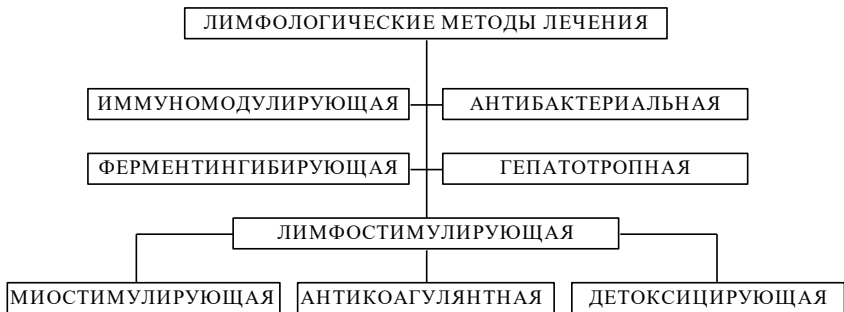 ЛИМФОЛОГИЧЕСКИЕ МЕТОДЫ ЛЕЧЕНИЯ
ИММУНОМОДУЛИРУЮЩАЯ
АНТИБАКТЕРИАЛЬНАЯ
ФЕРМЕНТИНГИБИРУЮЩАЯ
ГЕПАТОТРОПНАЯ
ЛИМФОСТИМУЛИРУЮЩАЯ
МИОСТИМУЛИРУЮЩАЯ
АНТИКОАГУЛЯНТНАЯ
ДЕТОКСИЦИРУЮЩАЯ